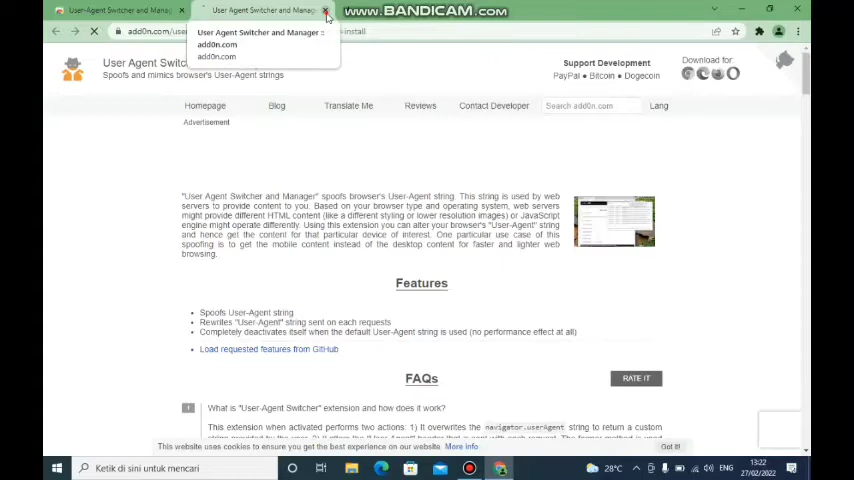 User-Agent Switcher and Manag
User Agent Switcher and Manage
www.BANDICAM.com
add0n.com/use
=install
User Agent Switcher and Manager ::
add0n.com
add0n.com
User Agent Switc
Spoofs and mimics browser's User-Agent strings
Support Development
PayPal ● Bitcoin ● Dogecoin
Download for:
Homepage
Blog
Translate Me
Reviews
Contact Developer
Search add0n.com
Lang
Advertisement
"User Agent Switcher and Manager" spoofs browser's User-Agent string. This string is used by web
servers to provide content to you. Based on your browser type and operating system, web servers
might provide different HTML content (like a different styling or lower resolution images) or JavaScript
engine might operate differently. Using this extension you can alter your browser's "User-Agent" string
and hence get the content for that particular device of interest. One particular use case of this
spoofing is to get the mobile content instead of the desktop content for faster and lighter web
browsing.
Features
Spoofs User-Agent string
Rewrites "User-Agent" string sent on each requests
Completely deactivates itself when the default User-Agent string is used (no performance effect at all)
Load requested features from GitHub
FAQs
RATE IT
1
What is "User-Agent Switcher" extension and how does it work?
This extension when activated performs two actions: 1) It overwrites the navigator.userAgent string to return a custom
This website uses cookies to ensure you get the best experience on our website. More info
Got it!
Ketik di sini untuk mencari
28°C
ENG
13:22
27/02/2022